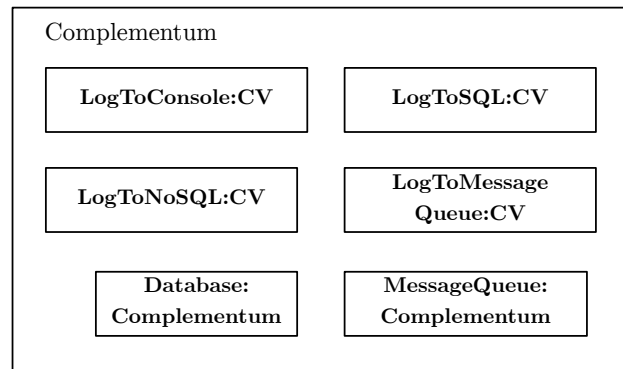 Complementum
LogToConsole:CV
LogToSQL:CV
LogToNoSQL:CV
LogToMessage
Queue:CV
Database:
Complementum
MessageQueue:
Complementum